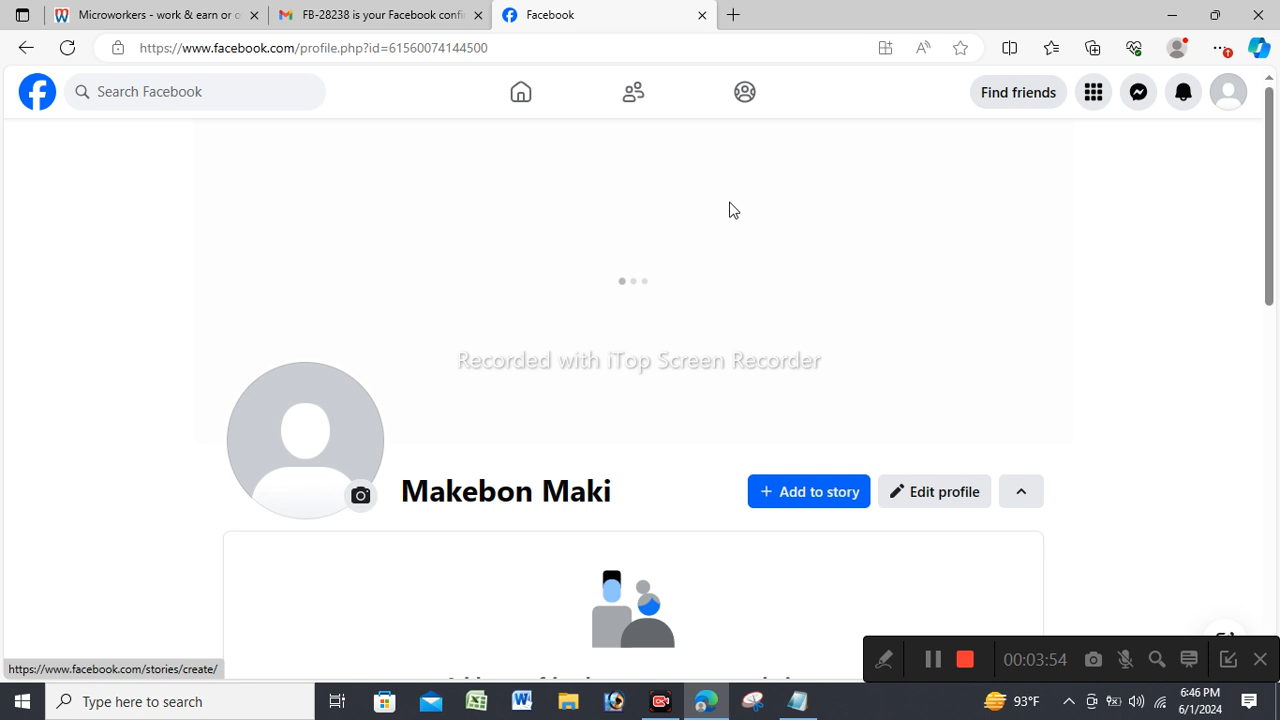 Microworkers - work & earn or o
FB-28238 is your Facebook confi
Facebook
https://www.facebook.com/profile.php?id=61560074144500
Search Facebook
Find friends
Recorded with iTop Screen Recorder
Makebon Maki
+ Add to story
Edit profile
https://www.facebook.com/stories/create/
00:03:54
Type here to search
93°F
6:46 PM
6/1/2024